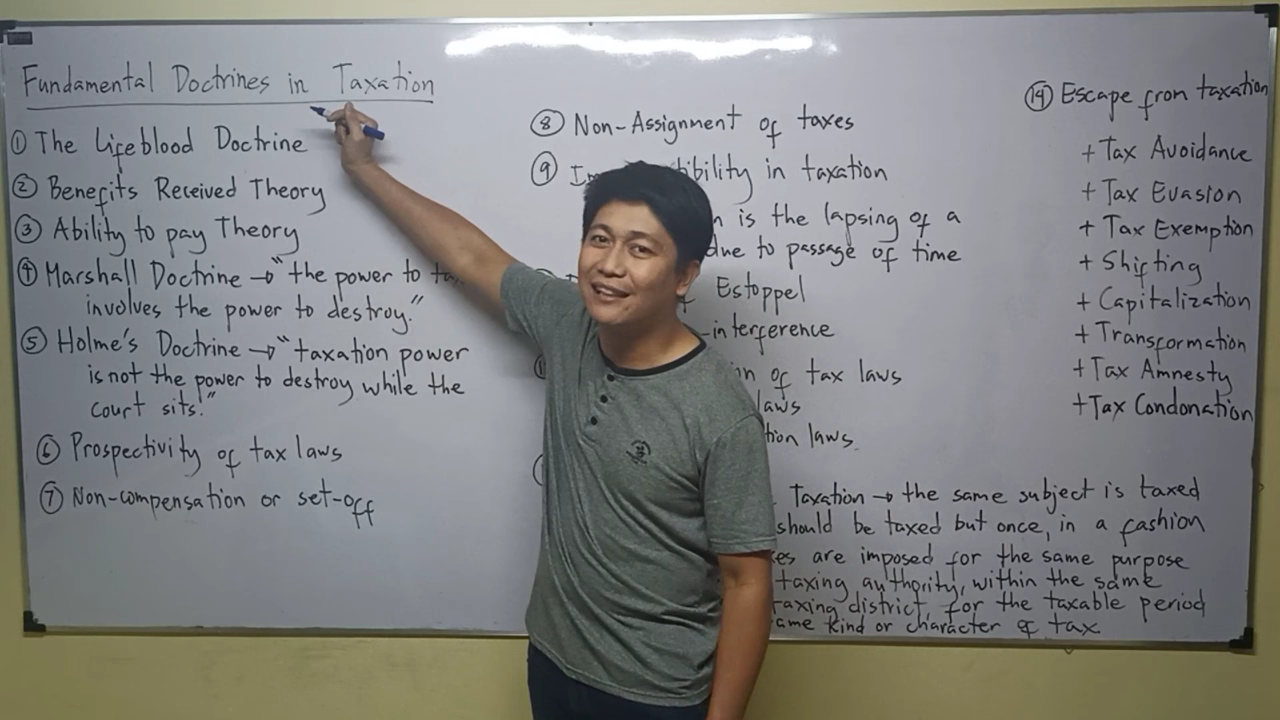 Fundamental Doctrines in Taxation
① The Lifeblood Doctrine
② Benefits Received Theory
③ Ability to pay Theory
④ Marshall Doctrine → "the power to
involves the power to destroy."
⑤ Holme's Doctrine → "taxation power
is not the power to destroy while the
court sits."
⑥ Prospectivity of tax laws
⑦ Non-compensation or set-off
⑧ Non-Assignment of taxes
⑨ in taxation
is the lapsing of a
due to passage of time
Estoppel
-interference
of tax laws
laws
laws
Taxation → the same subject is taxed
should be taxed but once, in a fashion
are imposed for the same purpose
taxing authority, within the same
taxing district, for the taxable period
kind or character of tax
⑭ Escape from taxation
+ Tax Avoidance
+ Tax Evasion
+ Tax Exemption
+ Shifting
+ Capitalization
+ Transformation
+ Tax Amnesty
+ Tax Condonation